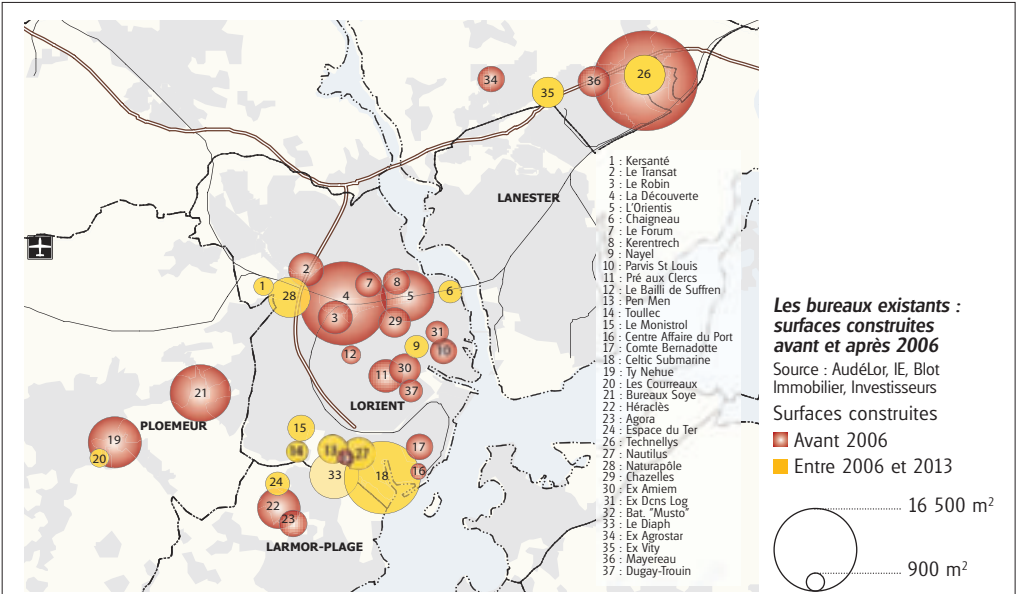 34
36
26
35
LANESTER
1 : Kersanté
2 : Le Transat
3 : Le Robin
4 : La Découverte
5 : L'Orientis
6 : Chaigneau
7 : Le Forum
8 : Kerentrech
9 : Nayel
10 : Parvis St Louis
11 : Pré aux Clercs
12 : Le Bailli de Suffren
13 : Pen Men
14 : Toullec
15 : Le Monistrol
16 : Centre Affaire du Port
17 : Comte Bernadotte
18 : Celtic Submarine
19 : Ty Nehue
20 : Les Courreaux
21 : Bureaux Soye
22 : Héraclès
23 : Agora
24 : Espace du Ter
26 : Technellys
27 : Nautilus
28 : Naturapôle
29 : Chazelles
30 : Ex Amiem
31 : Ex Dcns Log
32 : Bat. "Musto"
33 : Le Diaph
34 : Ex Agrostar
35 : Ex Vity
36 : Mayereau
37 : Dugay-Trouin
2
1
28
4
7
8
5
6
3
29
31
12
9
10
11
30
37
LORIENT
21
PLOEMEUR
19
20
15
14
13
27
17
33
18
16
24
22
23
LARMOR-PLAGE
Les bureaux existants :
surfaces construites
avant et après 2006
Source : AudéLor, IE, Blot
Immobilier, Investisseurs
Surfaces construites
Avant 2006
Entre 2006 et 2013
16 500 m²
900 m²